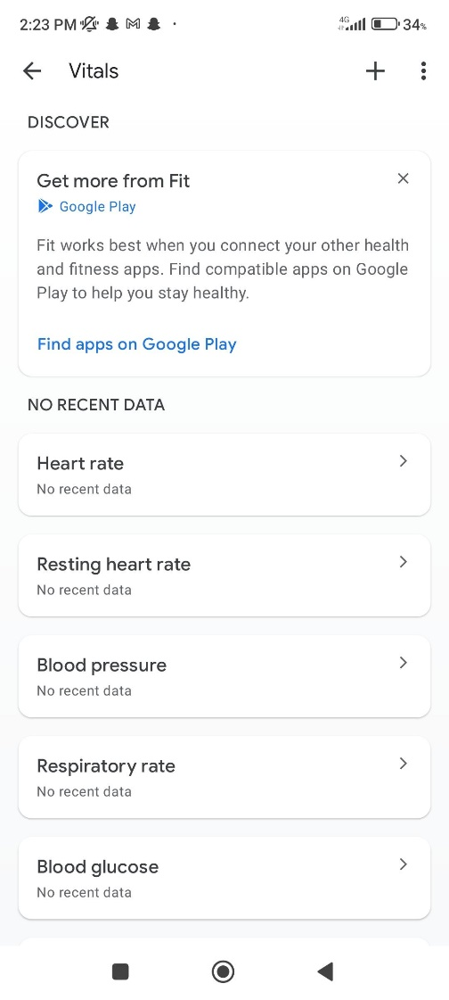 2:23 PM
4G
34%
Vitals
DISCOVER
Get more from Fit
Google Play
Fit works best when you connect your other health
and fitness apps. Find compatible apps on Google
Play to help you stay healthy.
Find apps on Google Play
NO RECENT DATA
Heart rate
No recent data
Resting heart rate
No recent data
Blood pressure
No recent data
Respiratory rate
No recent data
Blood glucose
No recent data